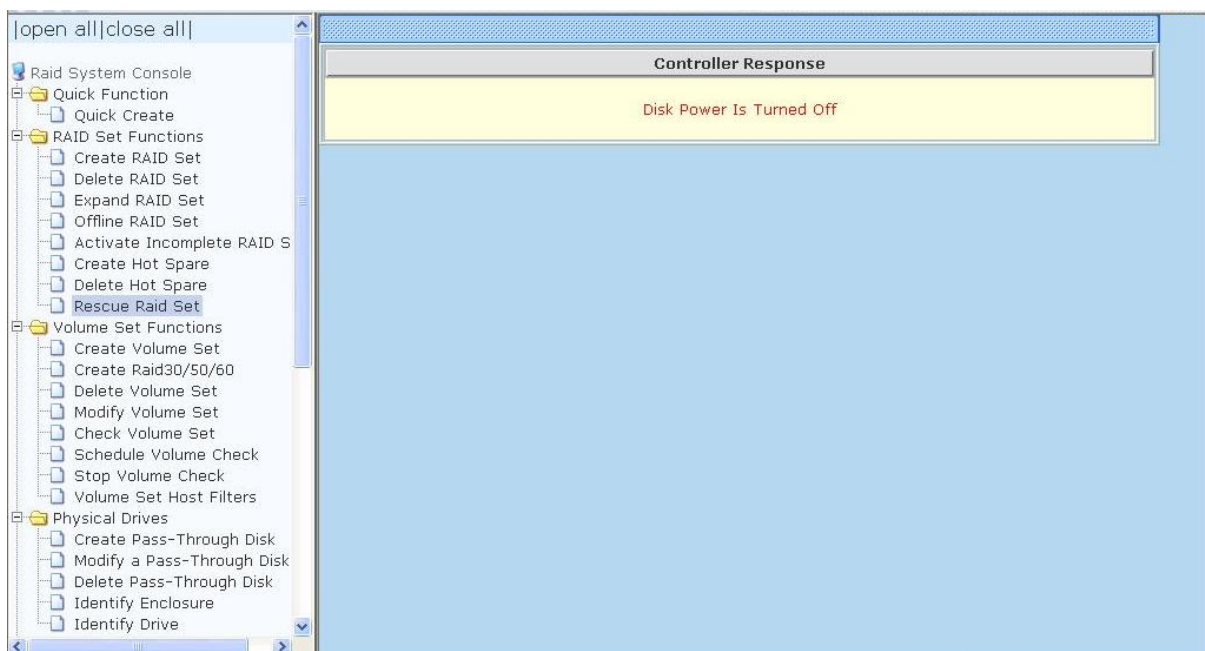 |open all|close all|
Raid System Console
Quick Function
Quick Create
RAID Set Functions
Create RAID Set
Delete RAID Set
Expand RAID Set
Offline RAID Set
Activate Incomplete RAID S
Create Hot Spare
Delete Hot Spare
Rescue Raid Set
Volume Set Functions
Create Volume Set
Create Raid30/50/60
Delete Volume Set
Modify Volume Set
Check Volume Set
Schedule Volume Check
Stop Volume Check
Volume Set Host Filters
Physical Drives
Create Pass-Through Disk
Modify a Pass-Through Disk
Delete Pass-Through Disk
Identify Enclosure
Identify Drive
Controller Response
Disk Power Is Turned Off